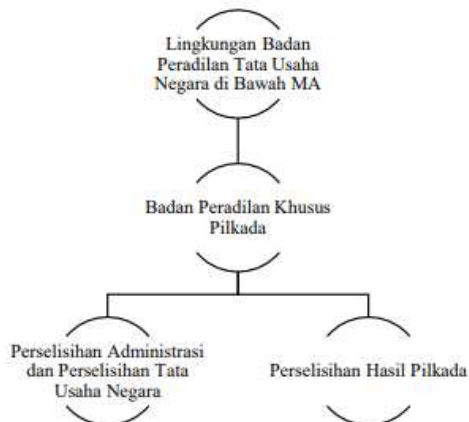 Lingkungan Badan
Peradilan Tata Usaha
Negara di Bawah MA
Badan Peradilan Khusus
Pilkada
Perselisihan Administrasi
dan Perselisihan Tata
Usaha Negara
Perselisihan Hasil Pilkada